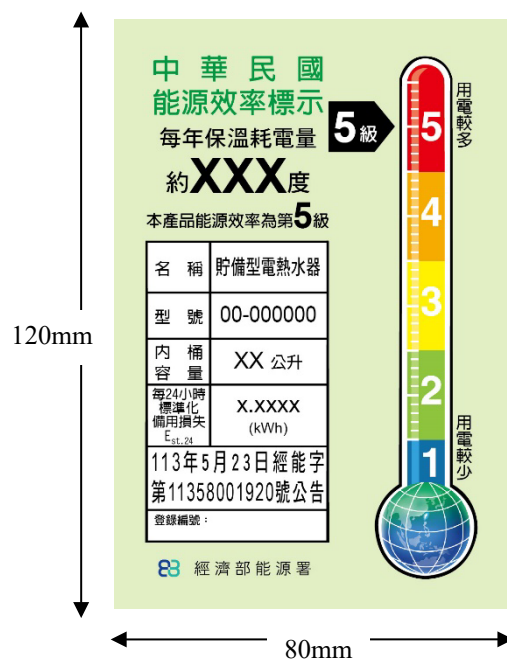 中華民國
能源效率標示
每年保溫耗電量
約XXX度
本產品能源效率為第5級
名稱 貯備型電熱水器
型號 00-000000
內桶容量 XX 公升
每24小時
標準化
備用損失
Est.24
X.XXXX
(kWh)
113年5月23日經能字
第11358001920號公告
登錄編號：
經濟部能源署
5級
用電較多
5
4
3
2
1
用電較少
120mm
80mm